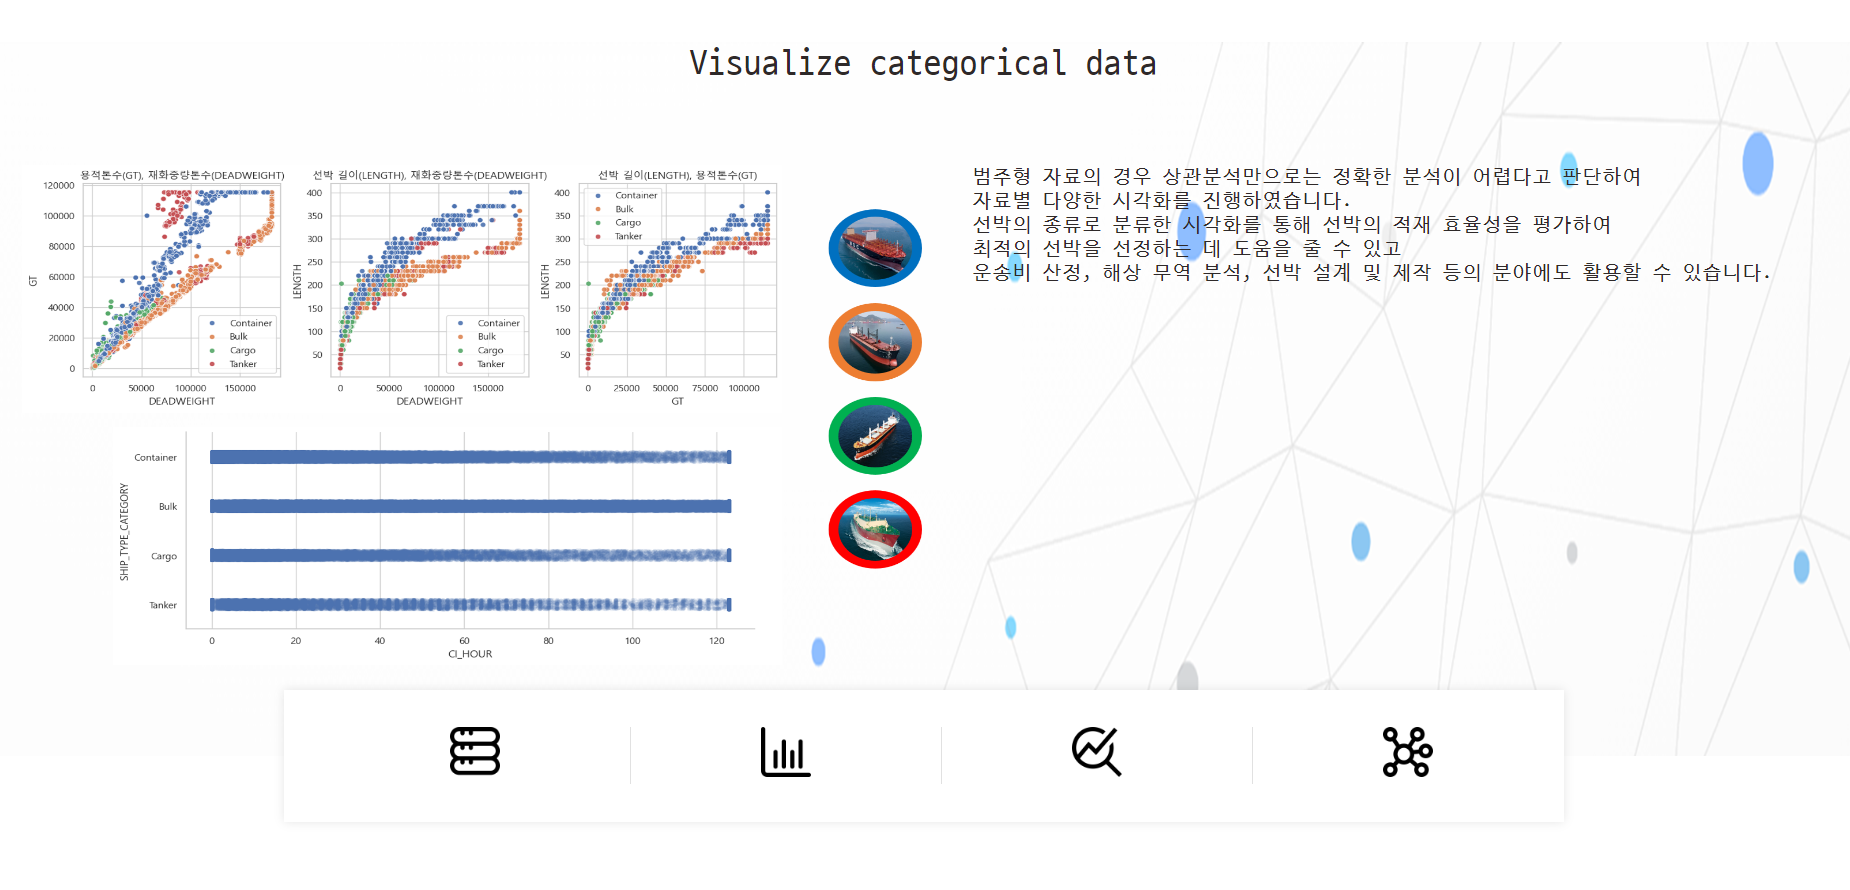 Visualize categorical data
용적톤수(GT), 재화중량톤수(DEADWEIGHT)
120000
100000
80000
60000
40000
20000
0
GT
Container
Bulk
Cargo
Tanker
0 50000 100000 150000
DEADWEIGHT
선박 길이(LENGTH), 재화중량톤수(DEADWEIGHT)
400
350
300
250
200
150
100
50
LENGTH
Container
Bulk
Cargo
Tanker
0 50000 100000 150000
DEADWEIGHT
선박 길이(LENGTH), 용적톤수(GT)
400
350
300
250
200
150
100
50
LENGTH
Container
Bulk
Cargo
Tanker
0 25000 50000 75000 100000
GT
범주형 자료의 경우 상관분석만으로는 정확한 분석이 어렵다고 판단하여
자료별 다양한 시각화를 진행하였습니다.
선박의 종류로 분류한 시각화를 통해 선박의 적재 효율성을 평가하여
최적의 선박을 선정하는 데 도움을 줄 수 있고
운송비 산정, 해상 무역 분석, 선박 설계 및 제작 등의 분야에도 활용할 수 있습니다.
SHIP_TYPE_CATEGORY
Container
Bulk
Cargo
Tanker
0 20 40 60 80 100 120
CI_HOUR